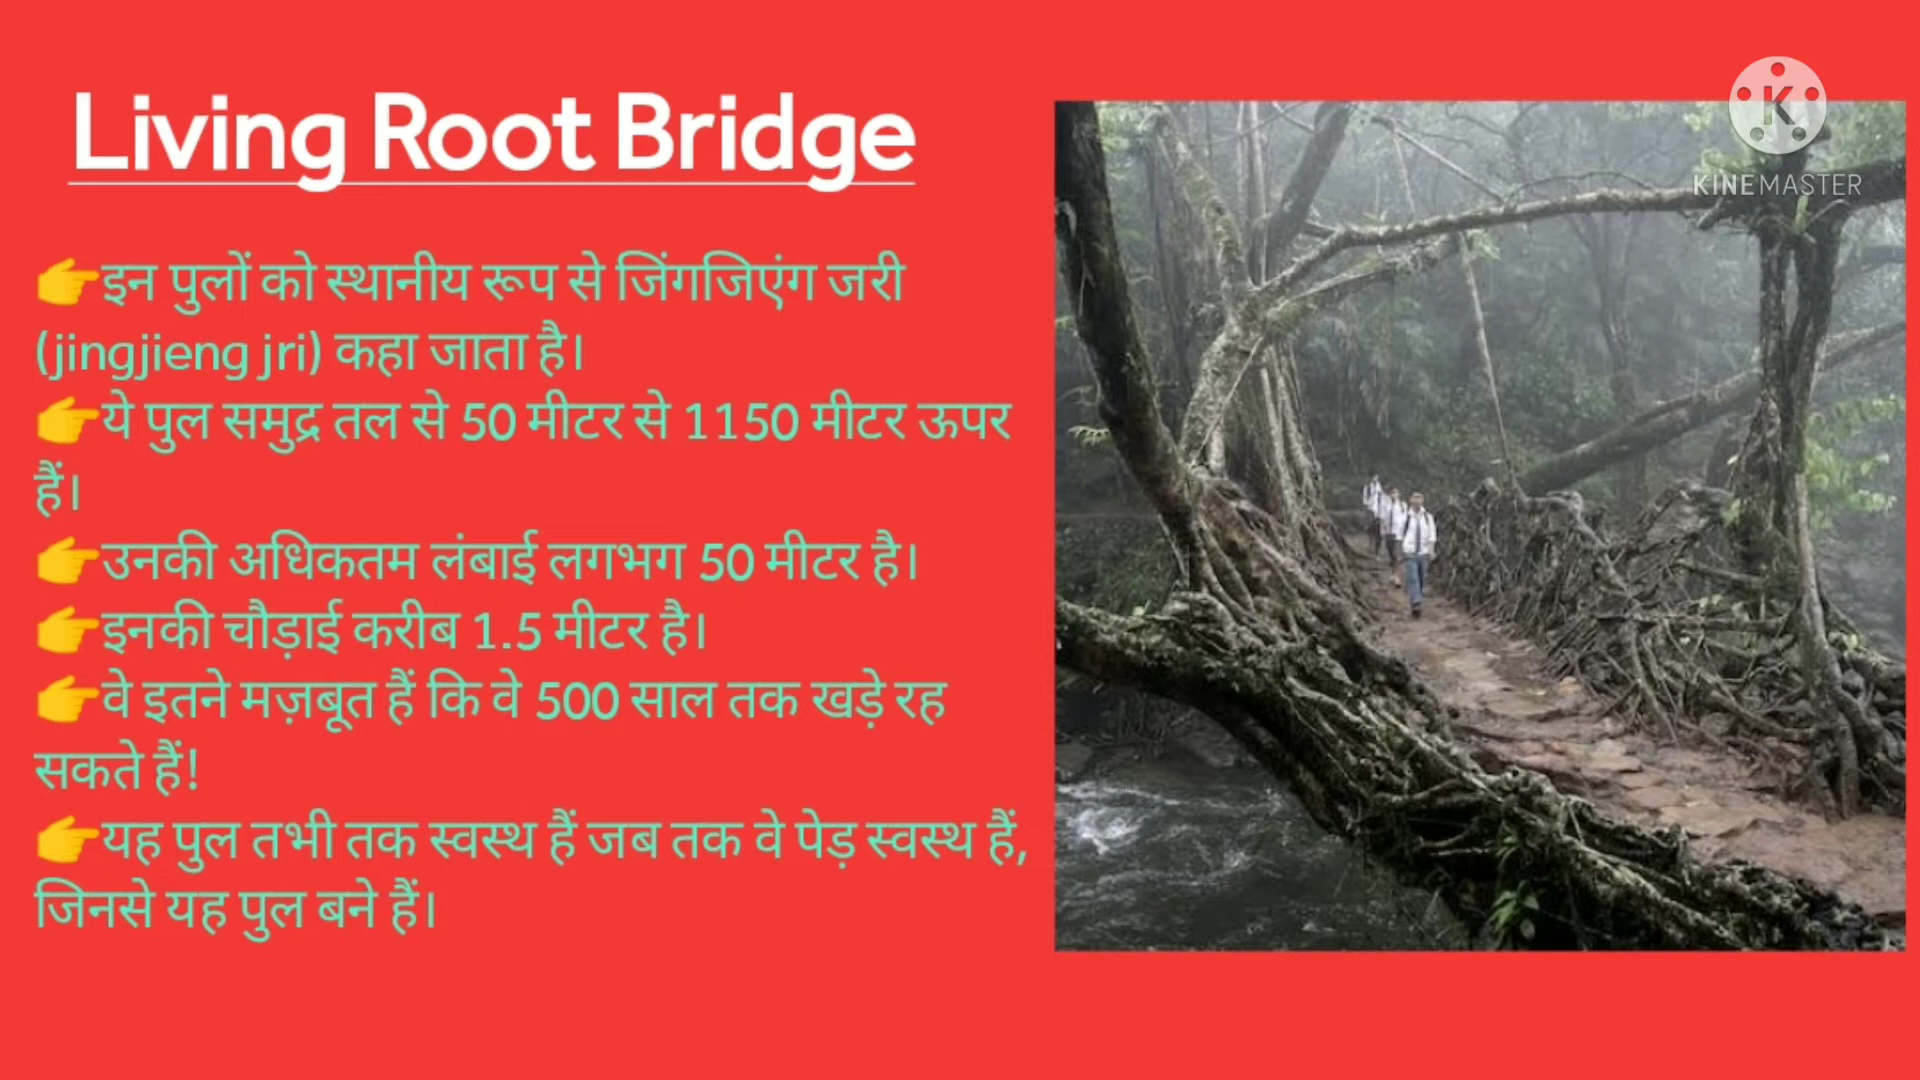 Living Root Bridge
👉इन पुलों को स्थानीय रूप से जिंगजिएंग जरी
(jingjieng jri) कहा जाता है।
👉ये पुल समुद्र तल से 50 मीटर से 1150 मीटर ऊपर
हैं।
👉उनकी अधिकतम लंबाई लगभग 50 मीटर है।
👉इनकी चौड़ाई करीब 1.5 मीटर है।
👉वे इतने मज़बूत हैं कि वे 500 साल तक खड़े रह
सकते हैं!
👉यह पुल तभी तक स्वस्थ हैं जब तक वे पेड़ स्वस्थ हैं,
जिनसे यह पुल बने हैं।
K
KINEMASTER